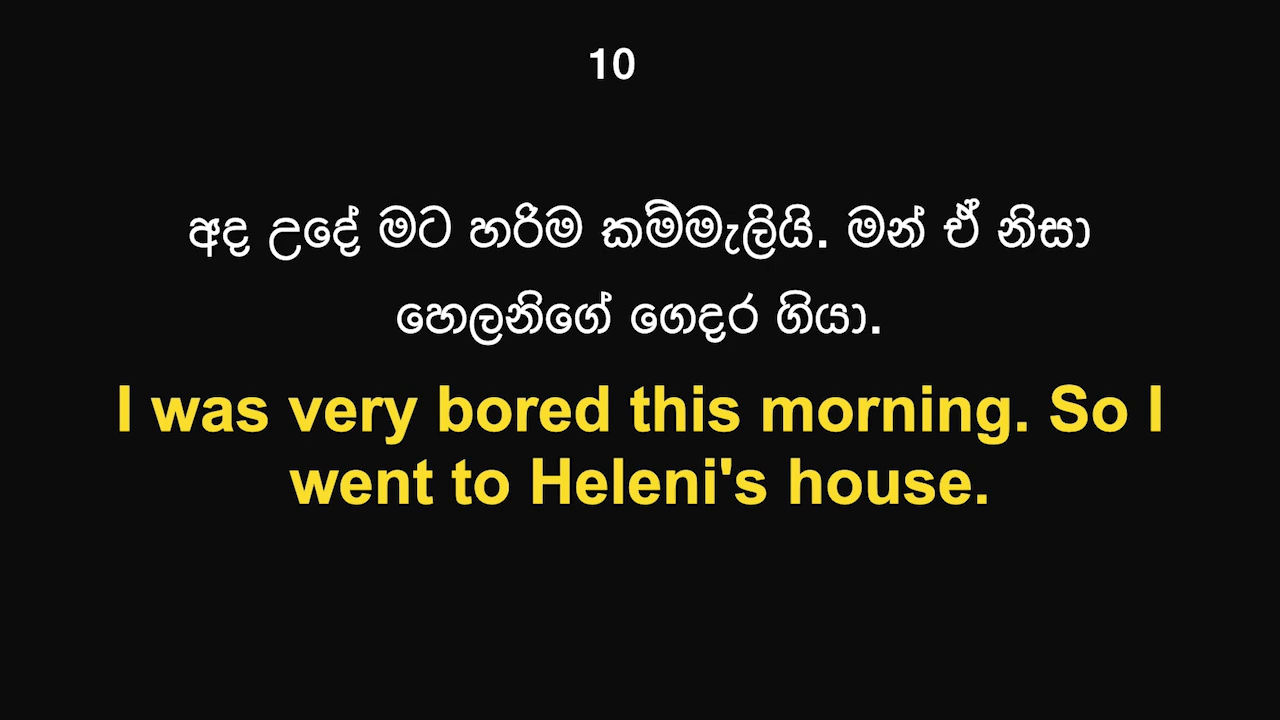 10
අද උදේ මට හරිම කම්මැලියි. මන් ඒ නිසා
හෙලනිගේ ගෙදර ගියා.
I was very bored this morning. So I
went to Heleni's house.